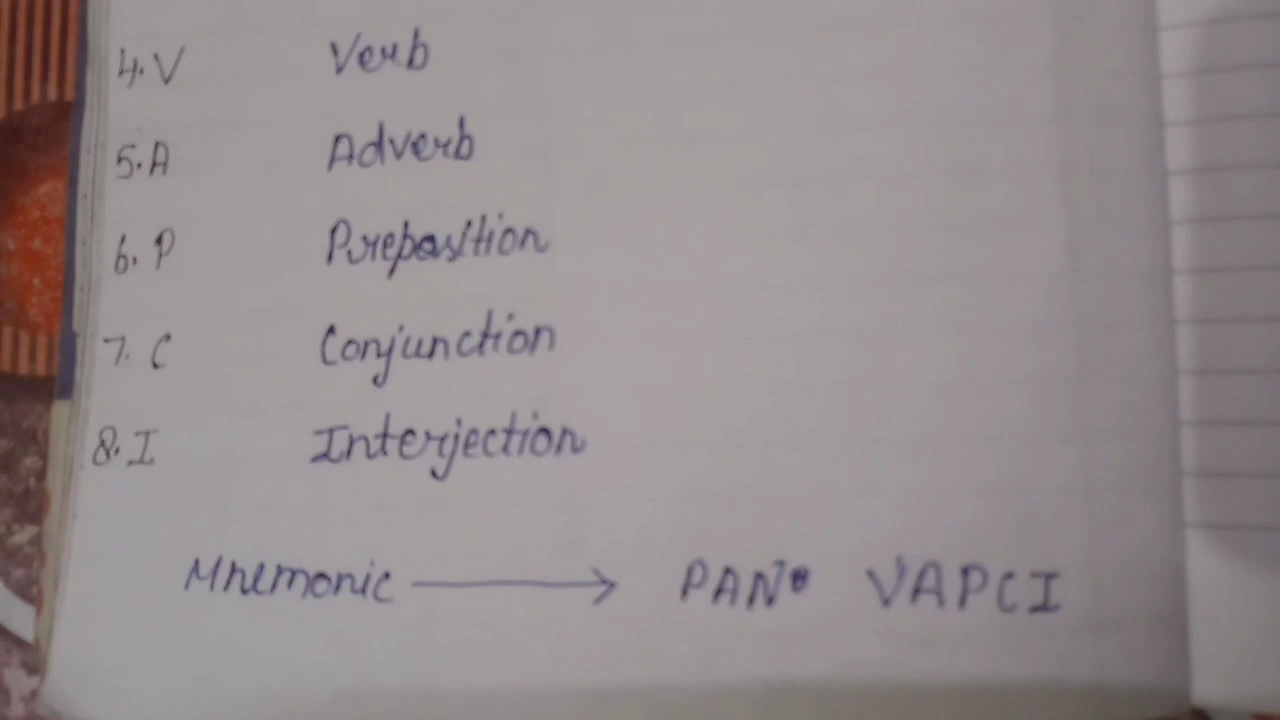 4. V Verb
5. A Adverb
6. P Preposition
7. C Conjunction
8. I Interjection
Mnemonic → PAN VAPCI